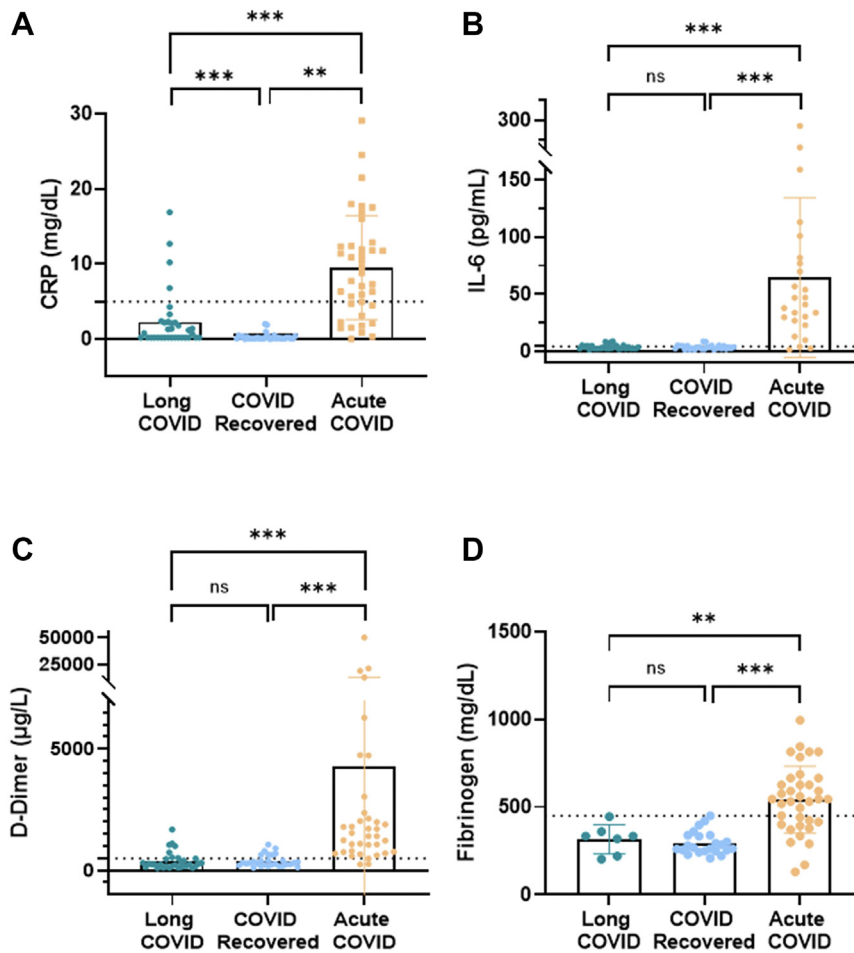 A
***
***
**
30
20
10
0
CRP (mg/dL)
Long
COVID
COVID
Recovered
Acute
COVID
B
***
ns
***
300
150
100
50
0
IL-6 (pg/mL)
Long
COVID
COVID
Recovered
Acute
COVID
C
***
ns
***
50000
25000
5000
0
D-Dimer (µg/L)
Long
COVID
COVID
Recovered
Acute
COVID
D
**
ns
***
1500
1000
500
0
Fibrinogen (mg/dL)
Long
COVID
COVID
Recovered
Acute
COVID